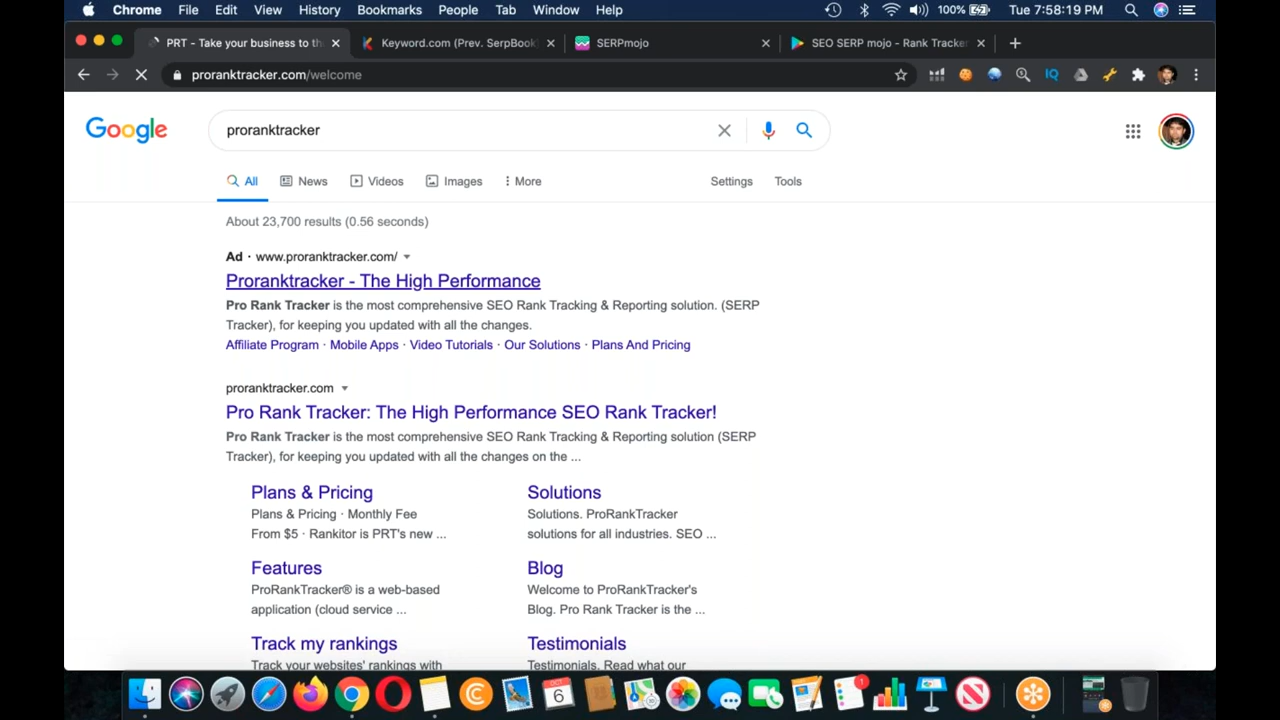 Chrome File Edit View History Bookmarks People Tab Window Help 100% Tue 7:58:19 PM
PRT - Take your business to th Keyword.com (Prev. SerpBook) SERPmojo SEO SERP mojo - Rank Tracker
proranktracker.com/welcome IQ
Google proranktracker
All News Videos Images More Settings Tools
About 23,700 results (0.56 seconds)
Ad · www.proranktracker.com/
Proranktracker - The High Performance
Pro Rank Tracker is the most comprehensive SEO Rank Tracking & Reporting solution. (SERP
Tracker), for keeping you updated with all the changes.
Affiliate Program · Mobile Apps · Video Tutorials · Our Solutions · Plans And Pricing
proranktracker.com
Pro Rank Tracker: The High Performance SEO Rank Tracker!
Pro Rank Tracker is the most comprehensive SEO Rank Tracking & Reporting solution (SERP
Tracker), for keeping you updated with all the changes on the ...
Plans & Pricing
Plans & Pricing · Monthly Fee
From $5 · Rankitor is PRT's new ...
Solutions
Solutions. ProRankTracker
solutions for all industries. SEO ...
Features
ProRankTracker® is a web-based
application (cloud service ...
Blog
Welcome to ProRankTracker's
Blog. Pro Rank Tracker is the ...
Track my rankings
Track your websites' rankings with
Testimonials
Testimonials. Read what our
6
1